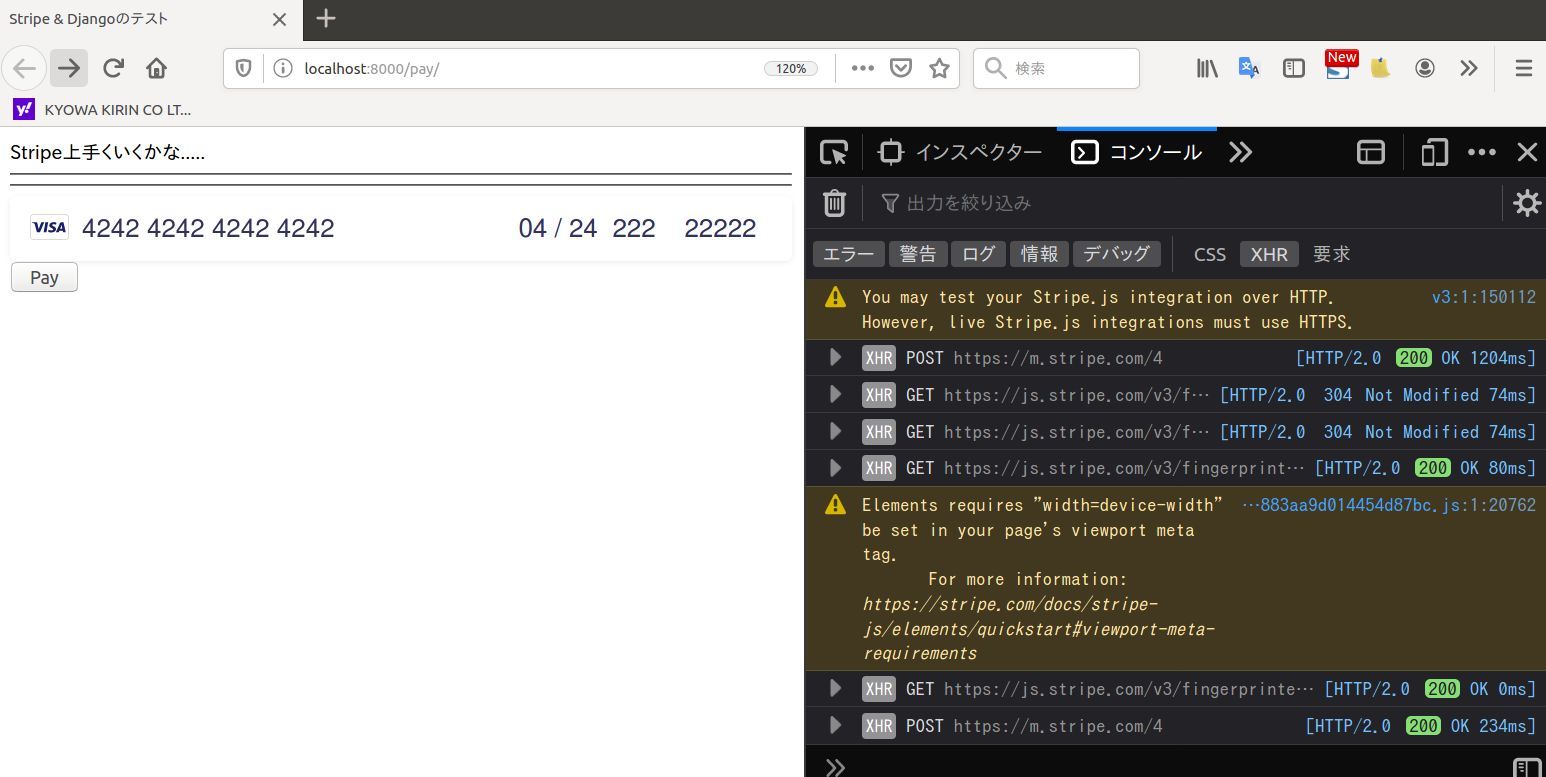 Stripe & Djangoのテスト
localhost:8000/pay/
120%
検索
New
y! KYOWA KIRIN CO LT...
Stripe上手くいくかな.....
VISA 4242 4242 4242 4242 04 / 24 222 22222
Pay
インスペクター コンソール
出力を絞り込み
エラー 警告 ログ 情報 デバッグ CSS XHR 要求
You may test your Stripe.js integration over HTTP. v3:1:150112
However, live Stripe.js integrations must use HTTPS.
XHR POST https://m.stripe.com/4 [HTTP/2.0 200 OK 1204ms]
XHR GET https://js.stripe.com/v3/f… [HTTP/2.0 304 Not Modified 74ms]
XHR GET https://js.stripe.com/v3/f… [HTTP/2.0 304 Not Modified 74ms]
XHR GET https://js.stripe.com/v3/fingerprint… [HTTP/2.0 200 OK 80ms]
Elements requires "width=device-width" …883aa9d014454d87bc.js:1:20762
be set in your page's viewport meta
tag.
For more information:
https://stripe.com/docs/stripe-
js/elements/quickstart#viewport-meta-
requirements
XHR GET https://js.stripe.com/v3/fingerprinte… [HTTP/2.0 200 OK 0ms]
XHR POST https://m.stripe.com/4 [HTTP/2.0 200 OK 234ms]